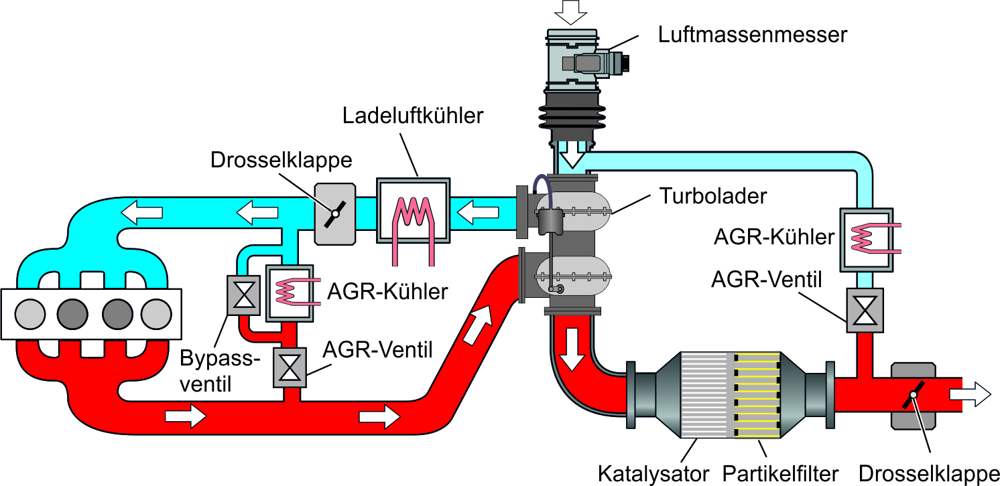 Luftmassenmesser
Ladeluftkühler
Drosselklappe
Turbolader
AGR-Kühler
AGR-Ventil
AGR-Kühler
AGR-Ventil
Bypass-
ventil
Katalysator
Partikelfilter
Drosselklappe